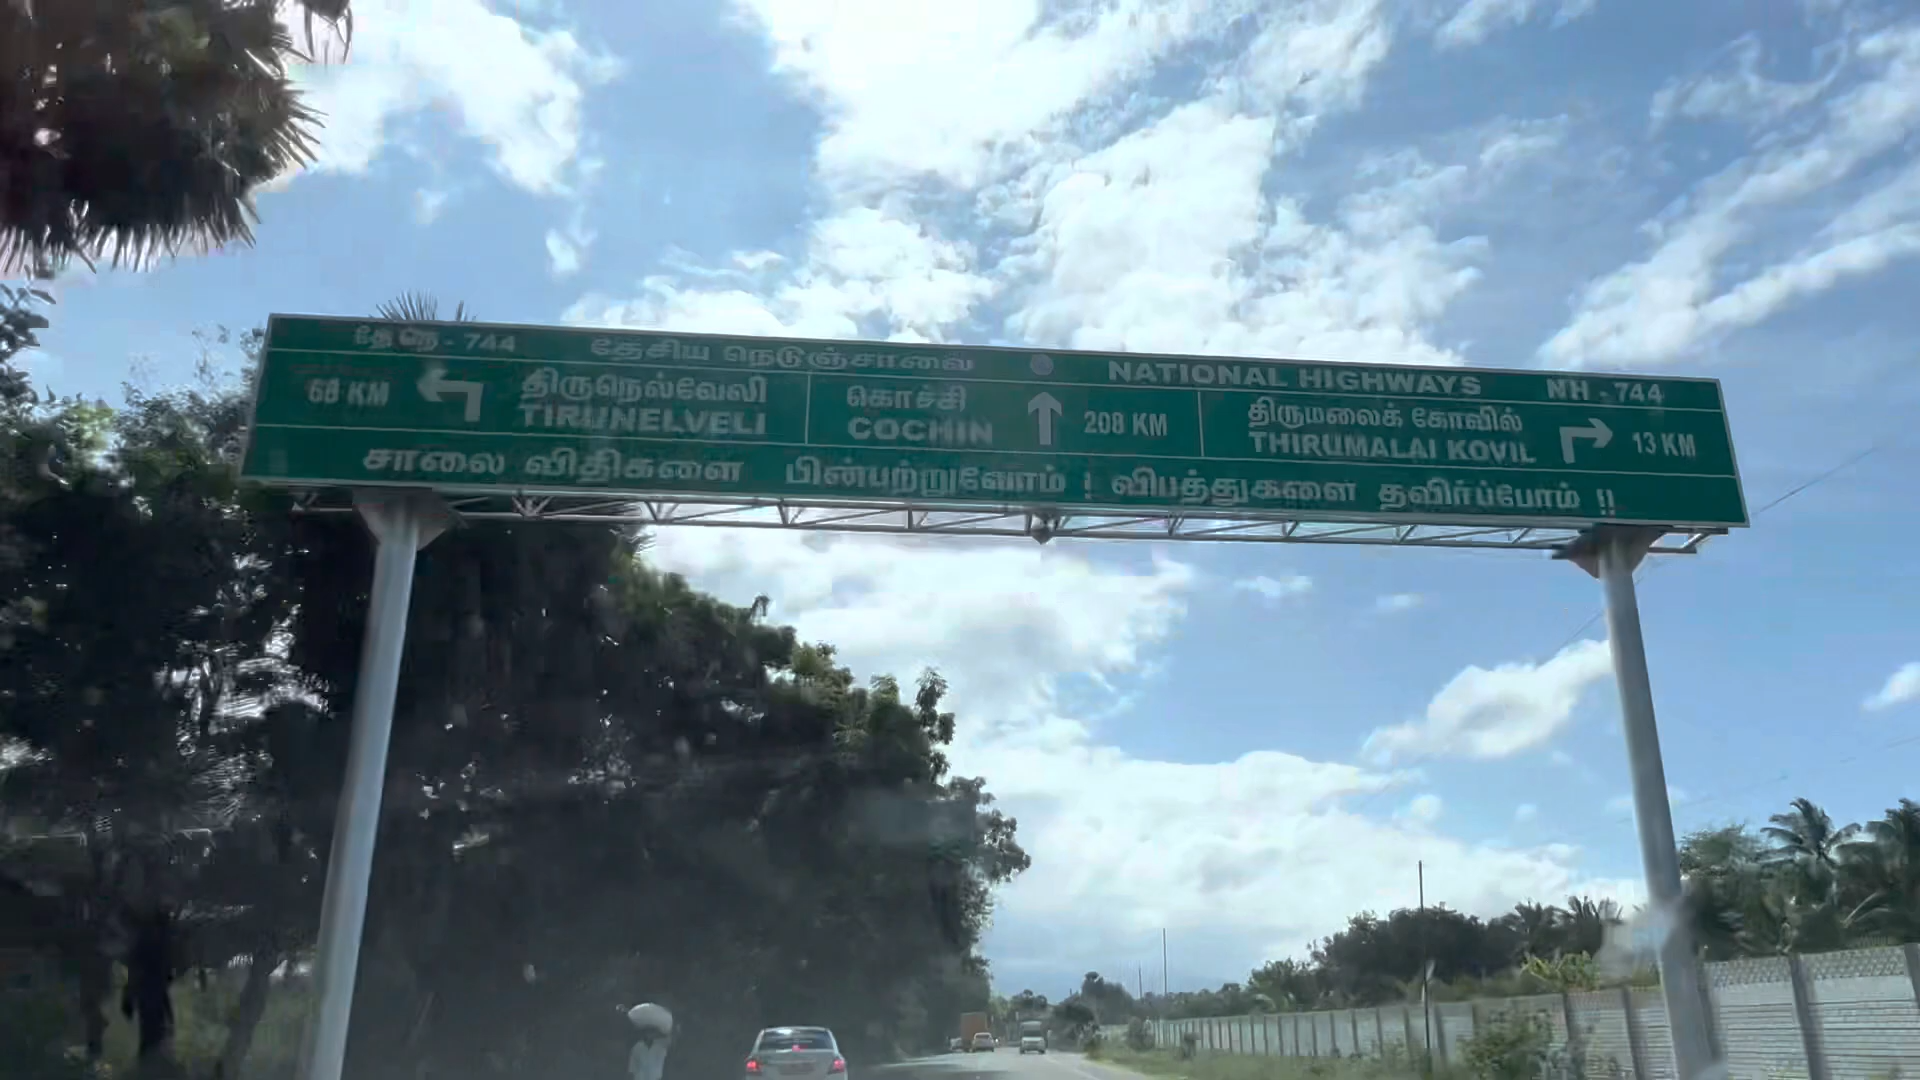 தே.நெ - 744 தேசிய நெடுஞ்சாலை NATIONAL HIGHWAYS NH - 744
68 KM திருநெல்வேலி
TIRUNELVELI
கொச்சி
COCHIN 208 KM
திருமலைக் கோவில்
THIRUMALAI KOVIL 13 KM
சாலை விதிகளை பின்பற்றுவோம் ! விபத்துகளை தவிர்ப்போம் !!